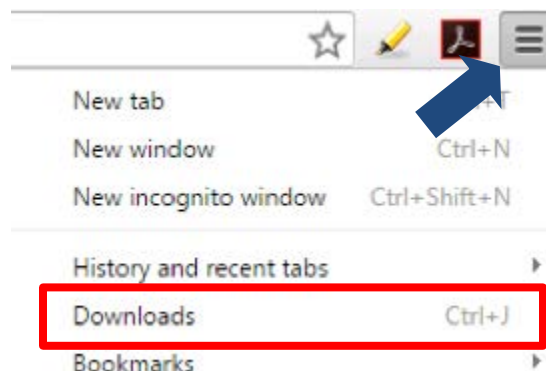 New tab
New window Ctrl+N
New incognito window Ctrl+Shift+N
History and recent tabs
Downloads Ctrl+J
Bookmarks